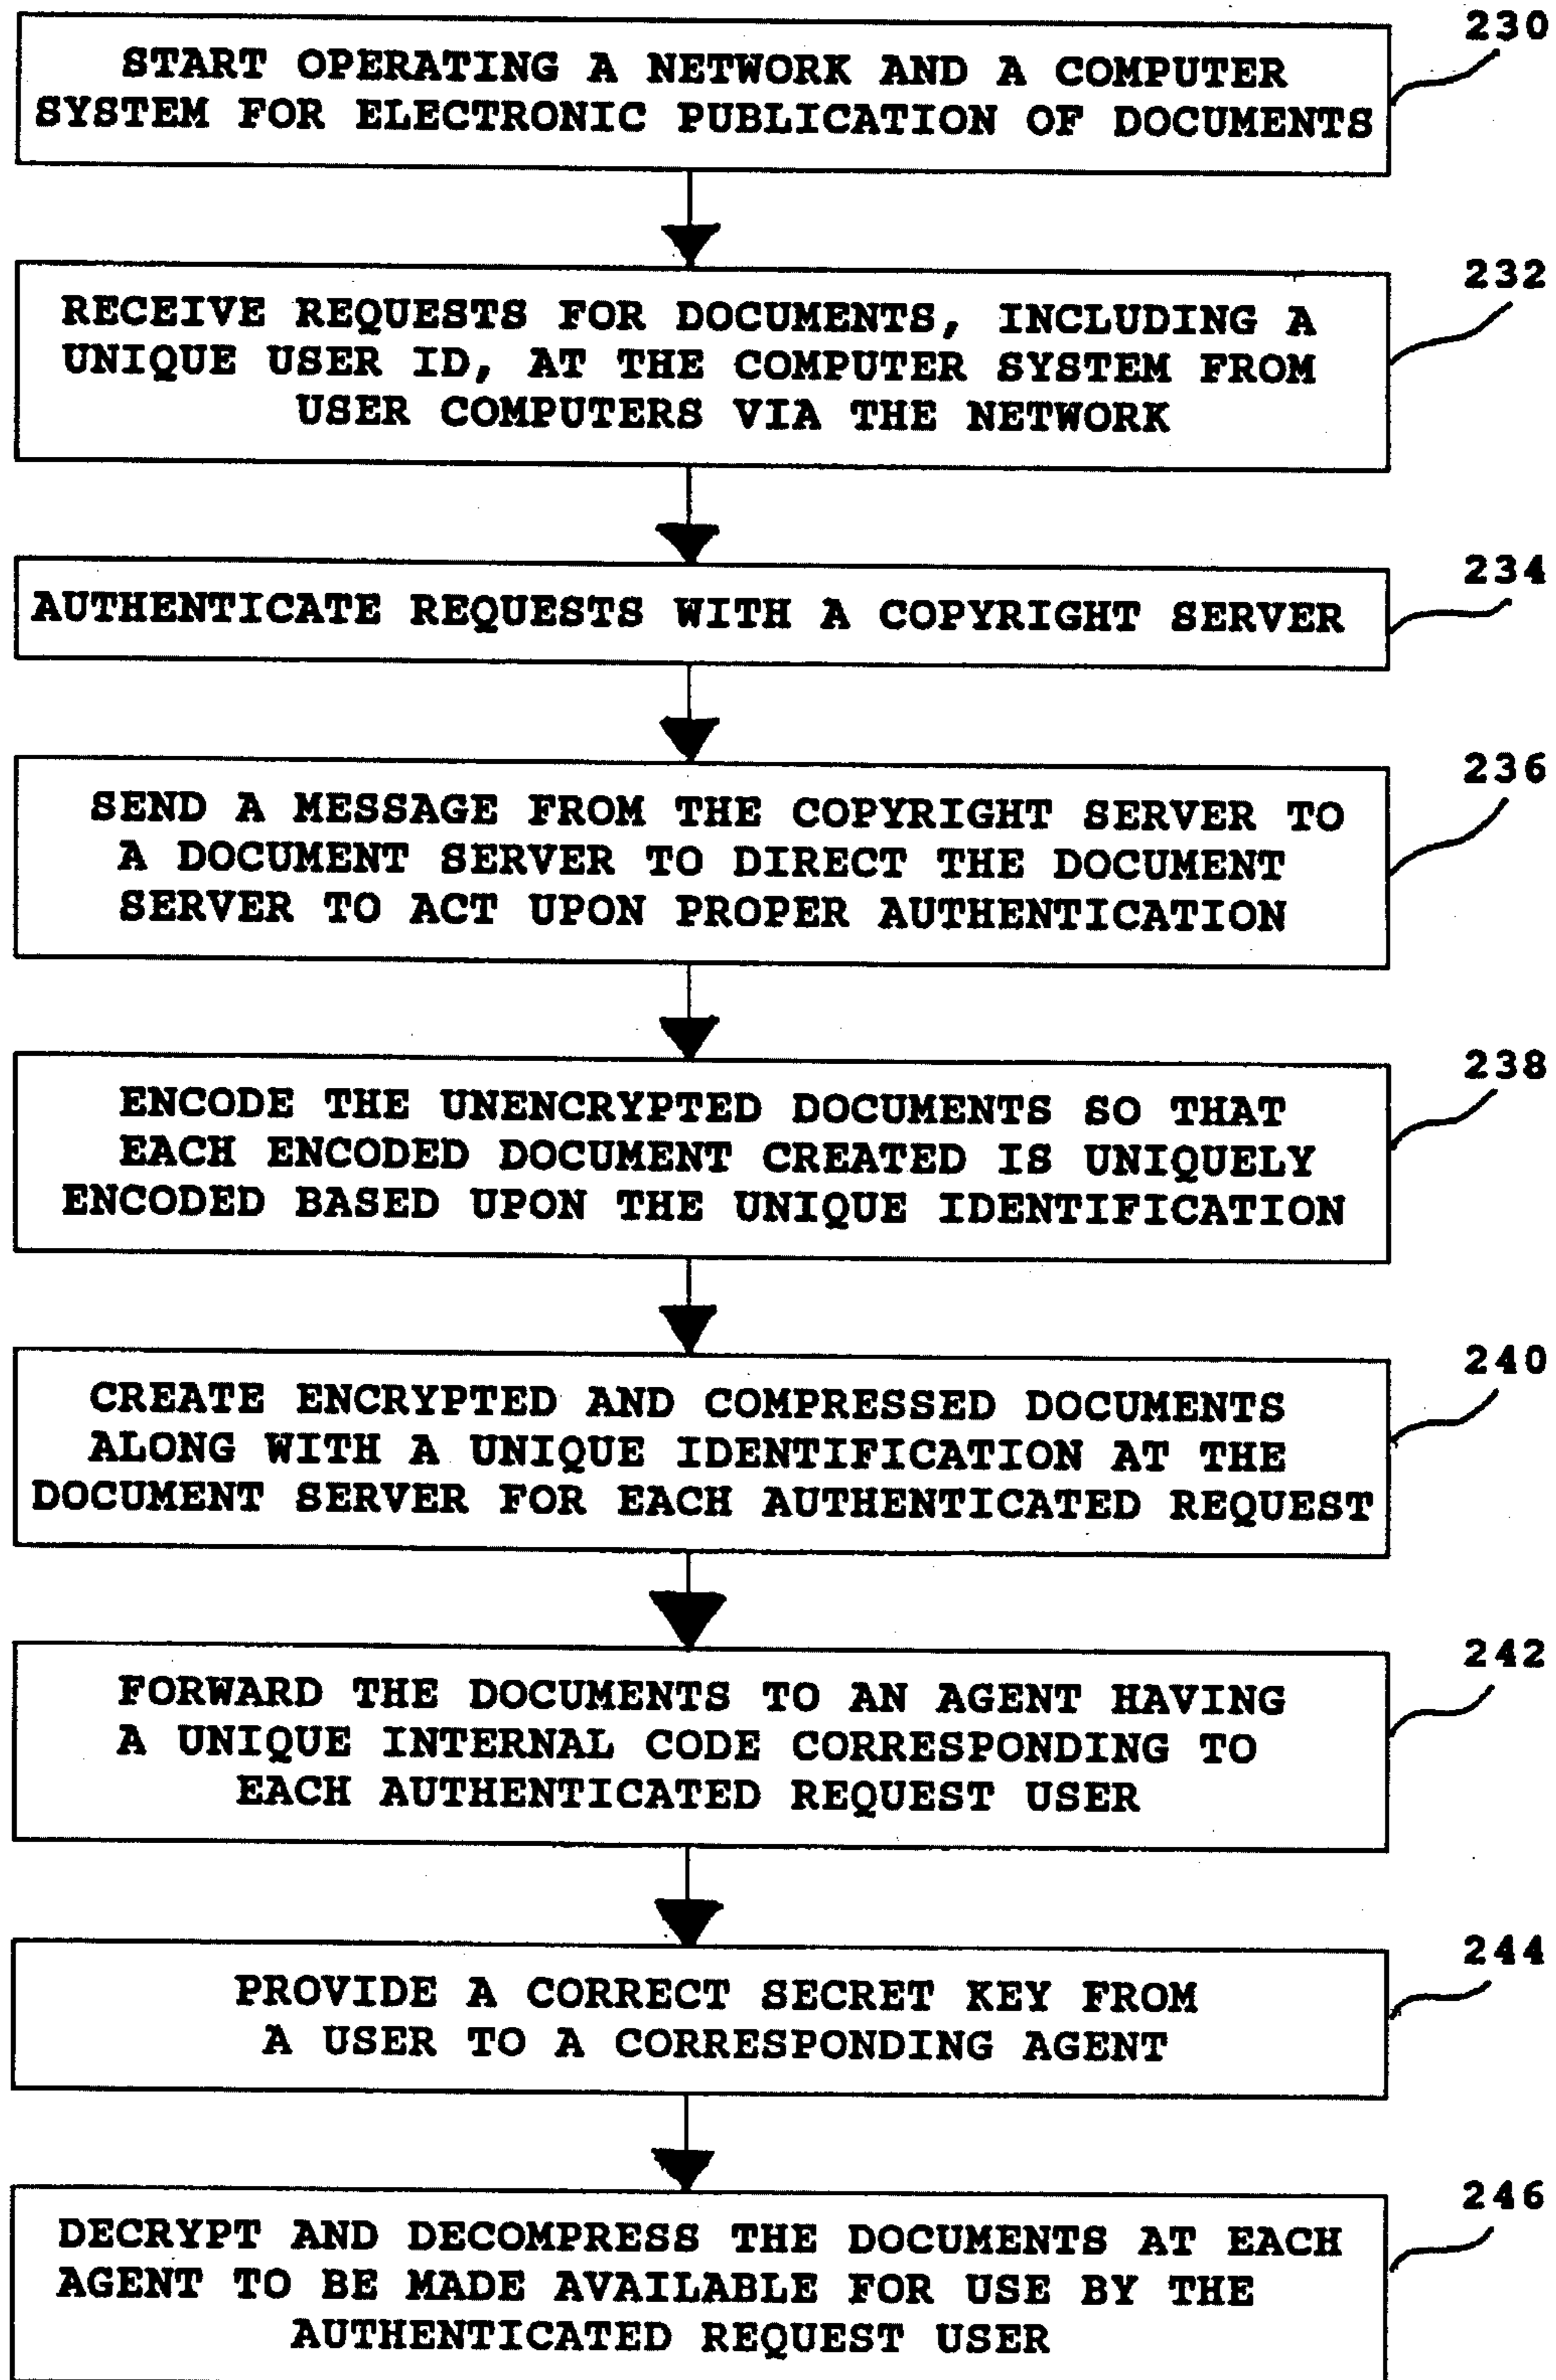 230
START OPERATING A NETWORK AND A COMPUTER
SYSTEM FOR ELECTRONIC PUBLICATION OF DOCUMENTS
232
RECEIVE REQUESTS FOR DOCUMENTS, INCLUDING A
UNIQUE USER ID, AT THE COMPUTER SYSTEM FROM
USER COMPUTERS VIA THE NETWORK
234
AUTHENTICATE REQUESTS WITH A COPYRIGHT SERVER
236
SEND A MESSAGE FROM THE COPYRIGHT SERVER TO
A DOCUMENT SERVER TO DIRECT THE DOCUMENT
SERVER TO ACT UPON PROPER AUTHENTICATION
238
ENCODE THE UNENCRYPTED DOCUMENTS SO THAT
EACH ENCODED DOCUMENT CREATED IS UNIQUELY
ENCODED BASED UPON THE UNIQUE IDENTIFICATION
240
CREATE ENCRYPTED AND COMPRESSED DOCUMENTS
ALONG WITH A UNIQUE IDENTIFICATION AT THE
DOCUMENT SERVER FOR EACH AUTHENTICATED REQUEST
242
FORWARD THE DOCUMENTS TO AN AGENT HAVING
A UNIQUE INTERNAL CODE CORRESPONDING TO
EACH AUTHENTICATED REQUEST USER
244
PROVIDE A CORRECT SECRET KEY FROM
A USER TO A CORRESPONDING AGENT
246
DECRYPT AND DECOMPRESS THE DOCUMENTS AT EACH
AGENT TO BE MADE AVAILABLE FOR USE BY THE
AUTHENTICATED REQUEST USER